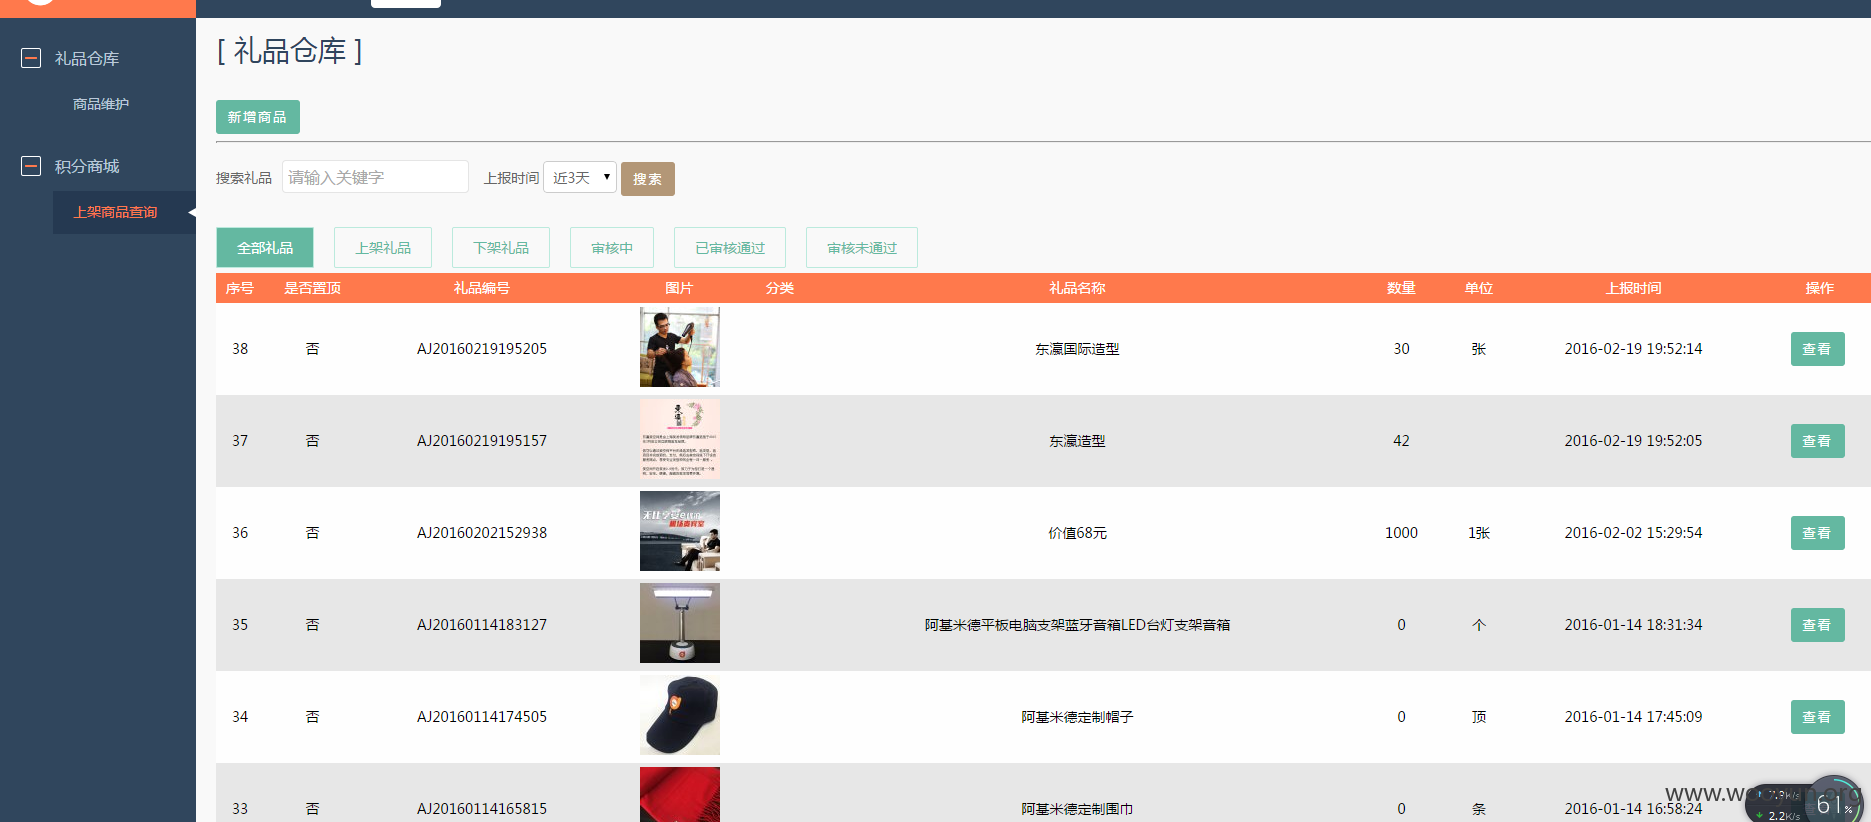 [ 礼品仓库 ]
礼品仓库
商品维护
积分商城
上架商品查询
新增商品
搜索礼品 请输入关键字 上报时间 近3天 搜索
全部礼品 上架礼品 下架礼品 审核中 已审核通过 审核未通过
序号 是否置顶 礼品编号 图片 分类 礼品名称 数量 单位 上报时间 操作
38 否 AJ20160219195205 东瀛国际造型 30 张 2016-02-19 19:52:14 查看
37 否 AJ20160219195157 东瀛造型 42 2016-02-19 19:52:05 查看
36 否 AJ20160202152938 价值68元 1000 1张 2016-02-02 15:29:54 查看
35 否 AJ20160114183127 阿基米德平板电脑支架蓝牙音箱LED台灯支架音箱 0 个 2016-01-14 18:31:34 查看
34 否 AJ20160114174505 阿基米德定制帽子 0 顶 2016-01-14 17:45:09 查看
33 否 AJ20160114165815 阿基米德定制围巾 0 条 2016-01-14 16:58:24
www.wooyun.org
2.2K/s
61%